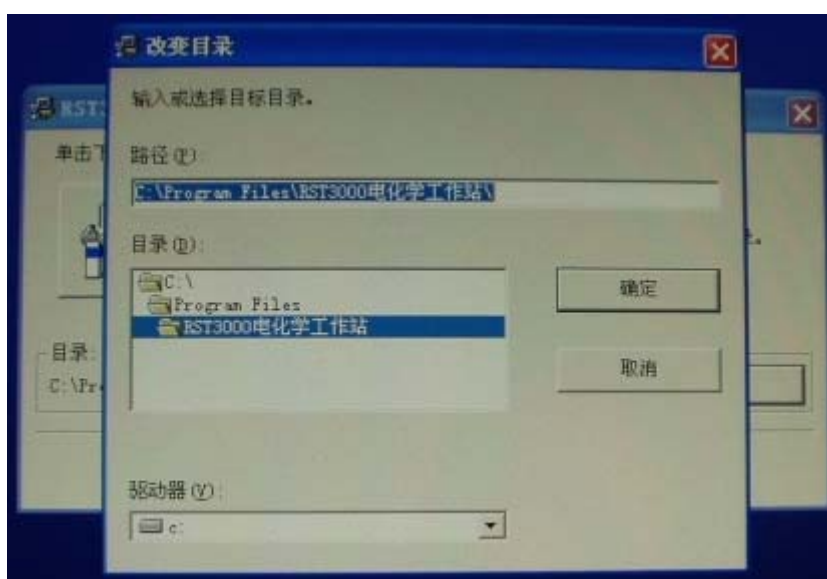 改变目录
输入或选择目标目录。
RST
单击下
路径(P):
C:\Program Files\RST3000电化学工作站\
目录(D):
C:\
Program Files
RST3000电化学工作站
确定
取消
目录:
C:\Pr
驱动器(V):
c: